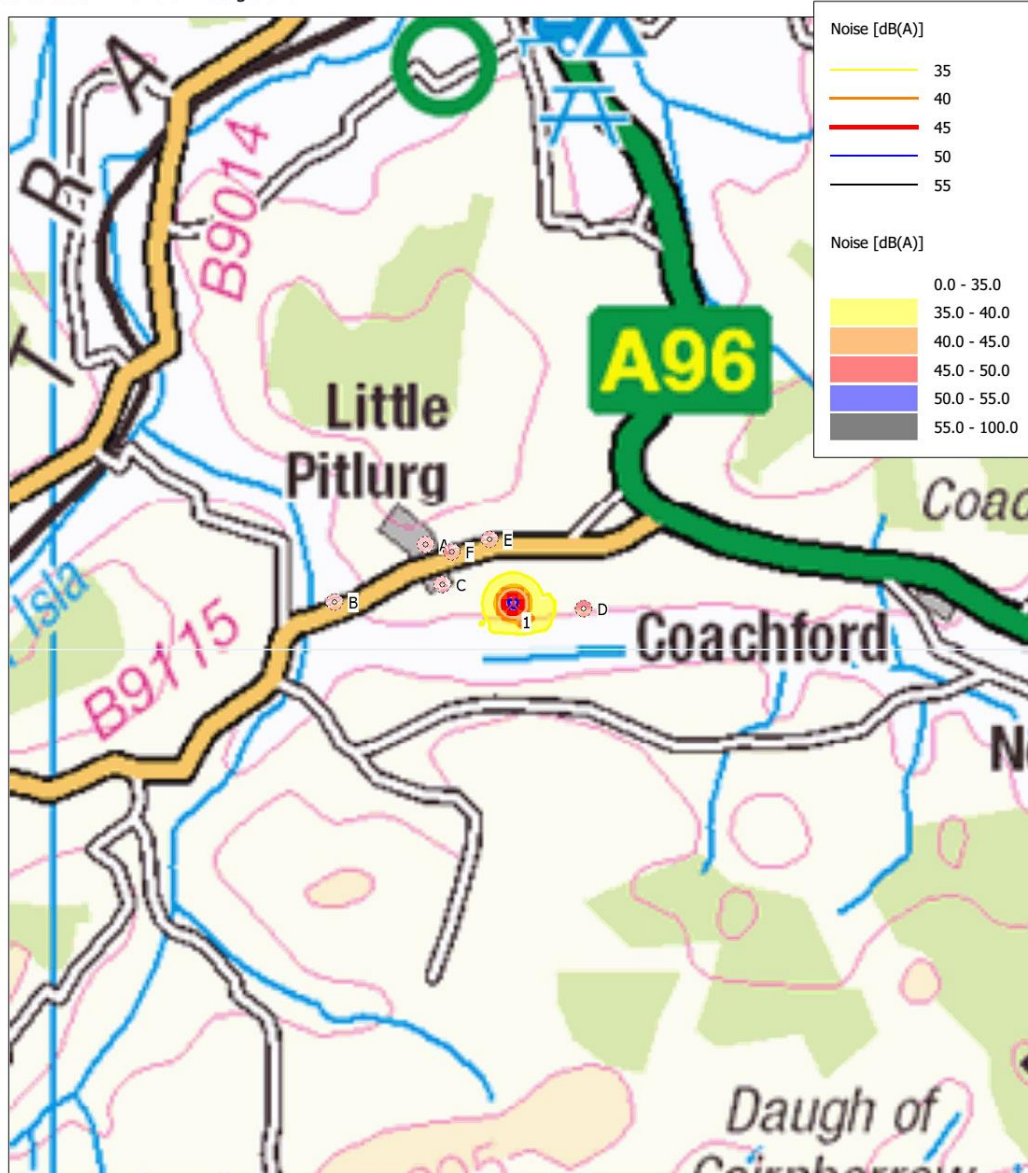 Noise [dB(A)]
35
40
45
50
55
Noise [dB(A)]
0.0 - 35.0
35.0 - 40.0
40.0 - 45.0
45.0 - 50.0
50.0 - 55.0
55.0 - 100.0
A
R
T
B9014
A96
Little
Pitlurg
Coac
Isla
A
F
E
C
B
D
1
Coachford
B9115
N
Daugh of